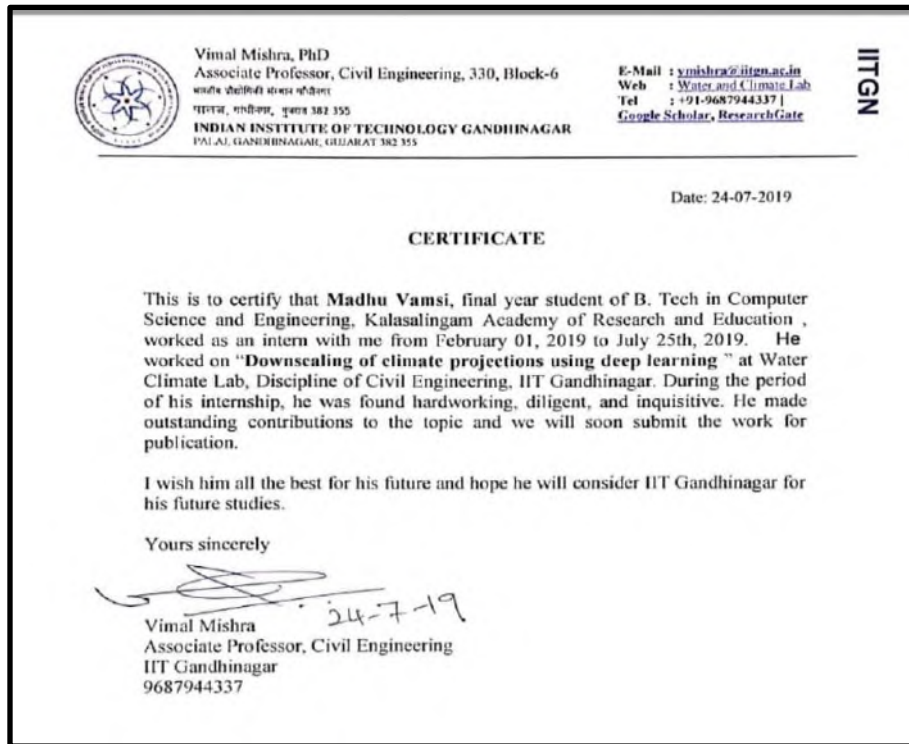 Vimal Mishra, PhD
Associate Professor, Civil Engineering, 330, Block-6
भारतीय प्रौद्योगिकी संस्थान गाँधीनगर
पालज, गांधीनगर, गुजरात 382 355
INDIAN INSTITUTE OF TECHNOLOGY GANDHINAGAR
PALAJ, GANDHINAGAR, GUJARAT 382 355
E-Mail : vmishra@iitgn.ac.in
Web : Water and Climate Lab
Tel : +91-9687944337 |
Google Scholar, ResearchGate
IITGN
Date: 24-07-2019
CERTIFICATE
This is to certify that Madhu Vamsi, final year student of B. Tech in Computer
Science and Engineering, Kalasalingam Academy of Research and Education ,
worked as an intern with me from February 01, 2019 to July 25th, 2019. He
worked on “Downscaling of climate projections using deep learning ” at Water
Climate Lab, Discipline of Civil Engineering, IIT Gandhinagar. During the period
of his internship, he was found hardworking, diligent, and inquisitive. He made
outstanding contributions to the topic and we will soon submit the work for
publication.
I wish him all the best for his future and hope he will consider IIT Gandhinagar for
his future studies.
Yours sincerely
24-7-19
Vimal Mishra
Associate Professor, Civil Engineering
IIT Gandhinagar
9687944337